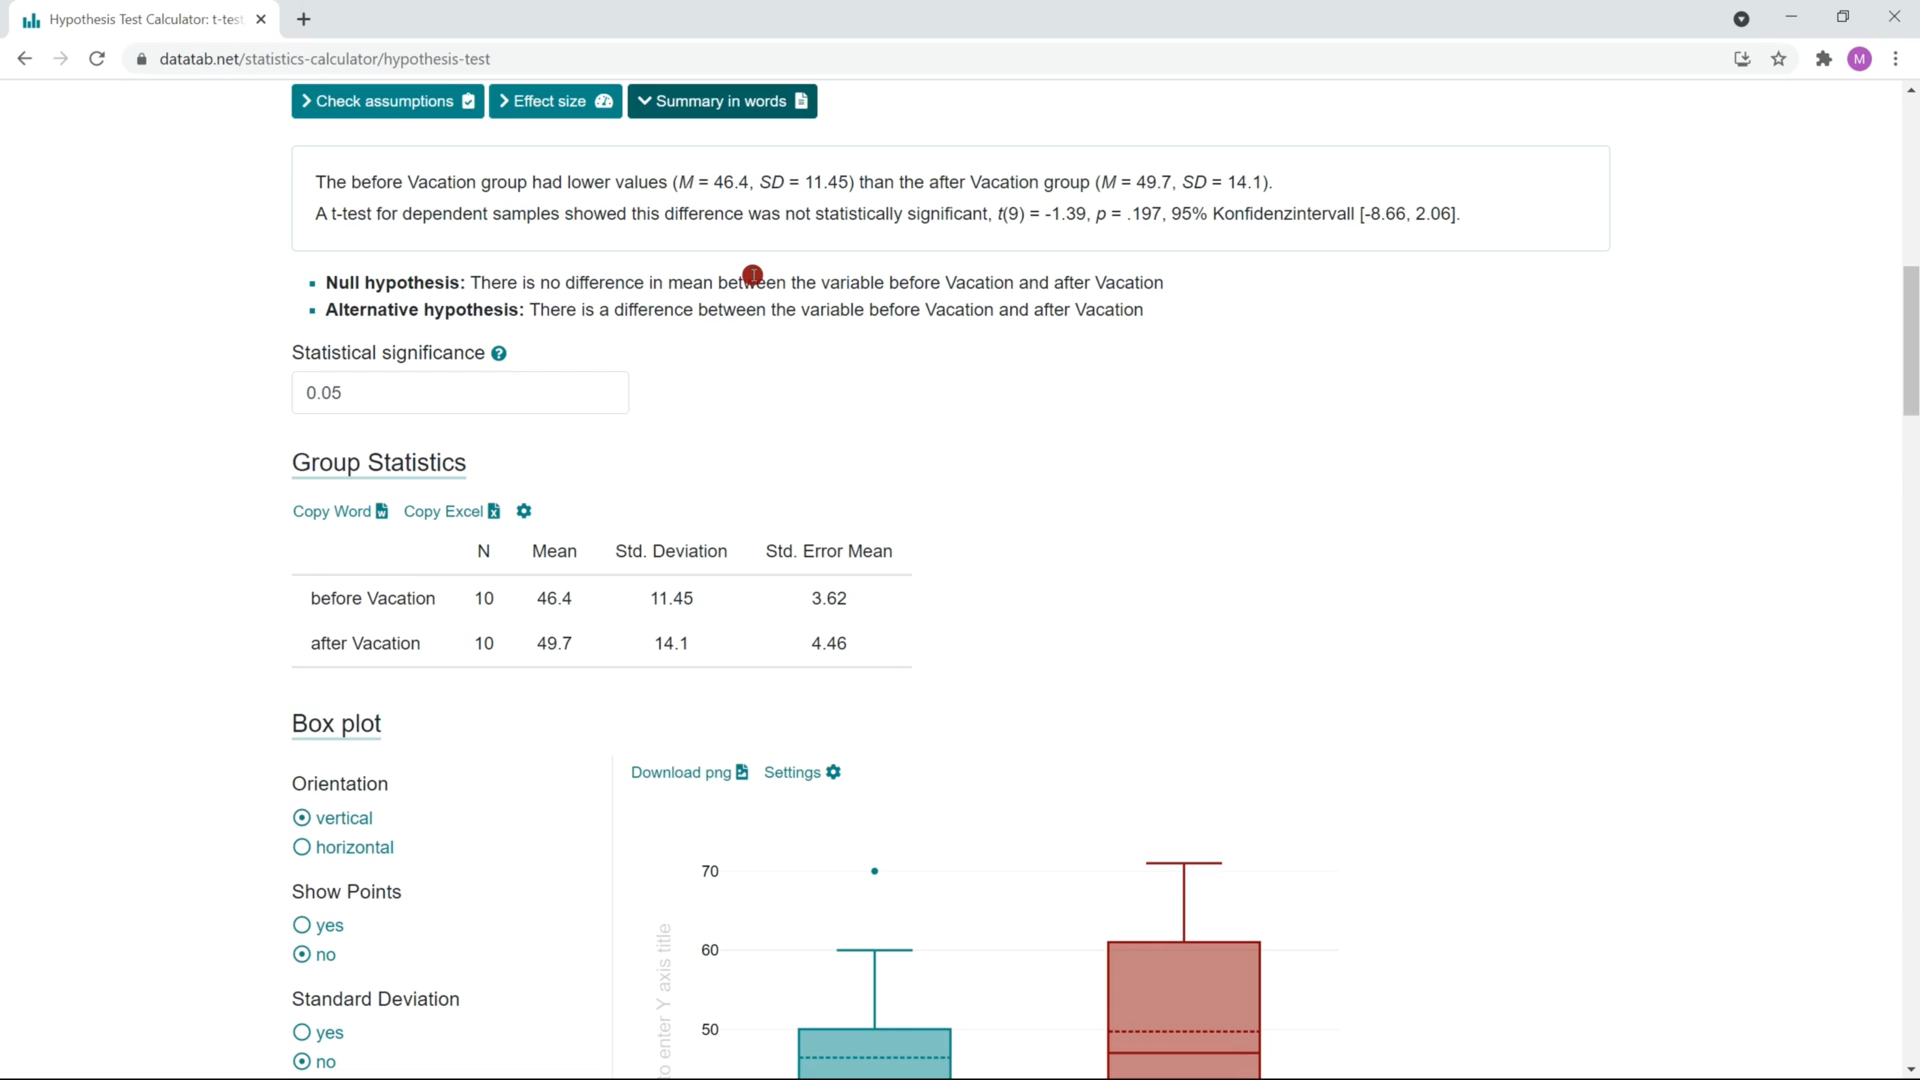 Hypothesis Test Calculator: t-test
datatab.net/statistics-calculator/hypothesis-test
M
Check assumptions
Effect size
Summary in words
The before Vacation group had lower values (M = 46.4, SD = 11.45) than the after Vacation group (M = 49.7, SD = 14.1).
A t-test for dependent samples showed this difference was not statistically significant, t(9) = -1.39, p = .197, 95% Konfidenzintervall [-8.66, 2.06].
Null hypothesis: There is no difference in mean between the variable before Vacation and after Vacation
Alternative hypothesis: There is a difference between the variable before Vacation and after Vacation
Statistical significance ?
0.05
Group Statistics
Copy Word Copy Excel
N Mean Std. Deviation Std. Error Mean
before Vacation 10 46.4 11.45 3.62
after Vacation 10 49.7 14.1 4.46
Box plot
Download png Settings
Orientation
vertical
horizontal
Show Points
yes
no
Standard Deviation
yes
no
70
60
50
to enter Y axis title